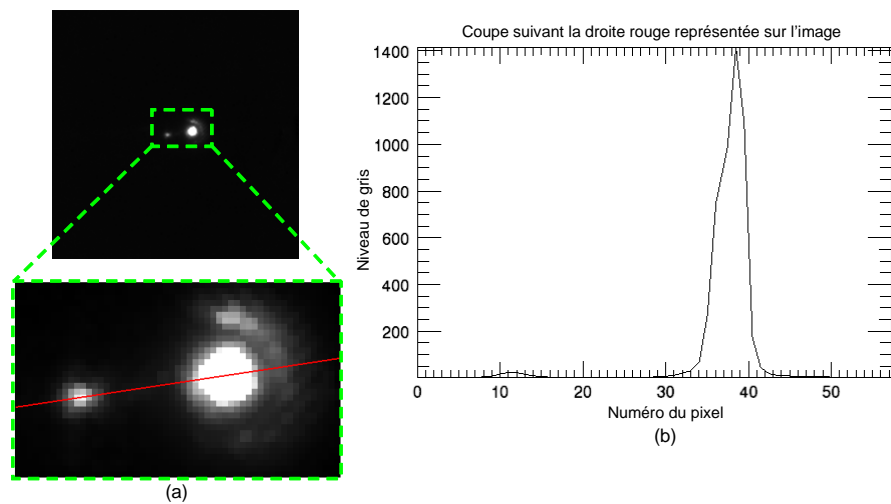 (a)
Coupe suivant la droite rouge représentée sur l'image
1400
1200
1000
800
600
400
200
Niveau de gris
0 10 20 30 40 50
Numéro du pixel
(b)